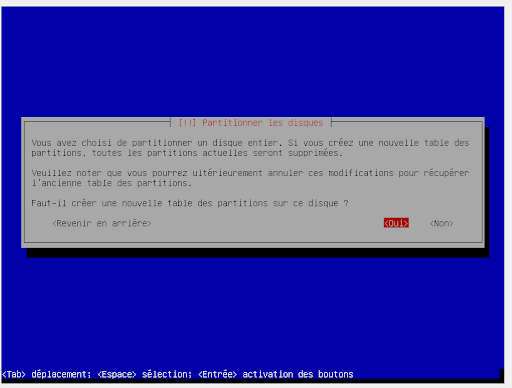 [!!] Partitionner les disques
Vous avez choisi de partitionner un disque entier. Si vous créez une nouvelle table des
partitions, toutes les partitions actuelles seront supprimées.
Veuillez noter que vous pourrez ultérieurement annuler ces modifications pour récupérer
l'ancienne table des partitions.
Faut-il créer une nouvelle table des partitions sur ce disque ?
<Revenir en arrière> <Oui> <Non>
<Tab> déplacement; <Espace> sélection; <Entrée> activation des boutons